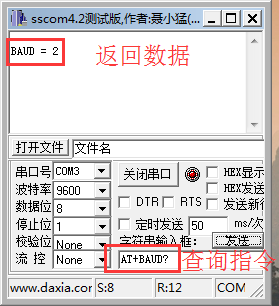 sscom4.2测试版,作者:聂小猛(
BAUD = 2
返回数据
打开文件 文件名
串口号 COM3 关闭串口 HEX显示
波特率 9600 HEX发送
数据位 8 DTR RTS 发送新行
停止位 1 定时发送 50 ms/次
校验位 None 字符串输入框: 发送
流 控 None AT+BAUD? 查询指令
www.daxia.com S:8 R:12 COM3